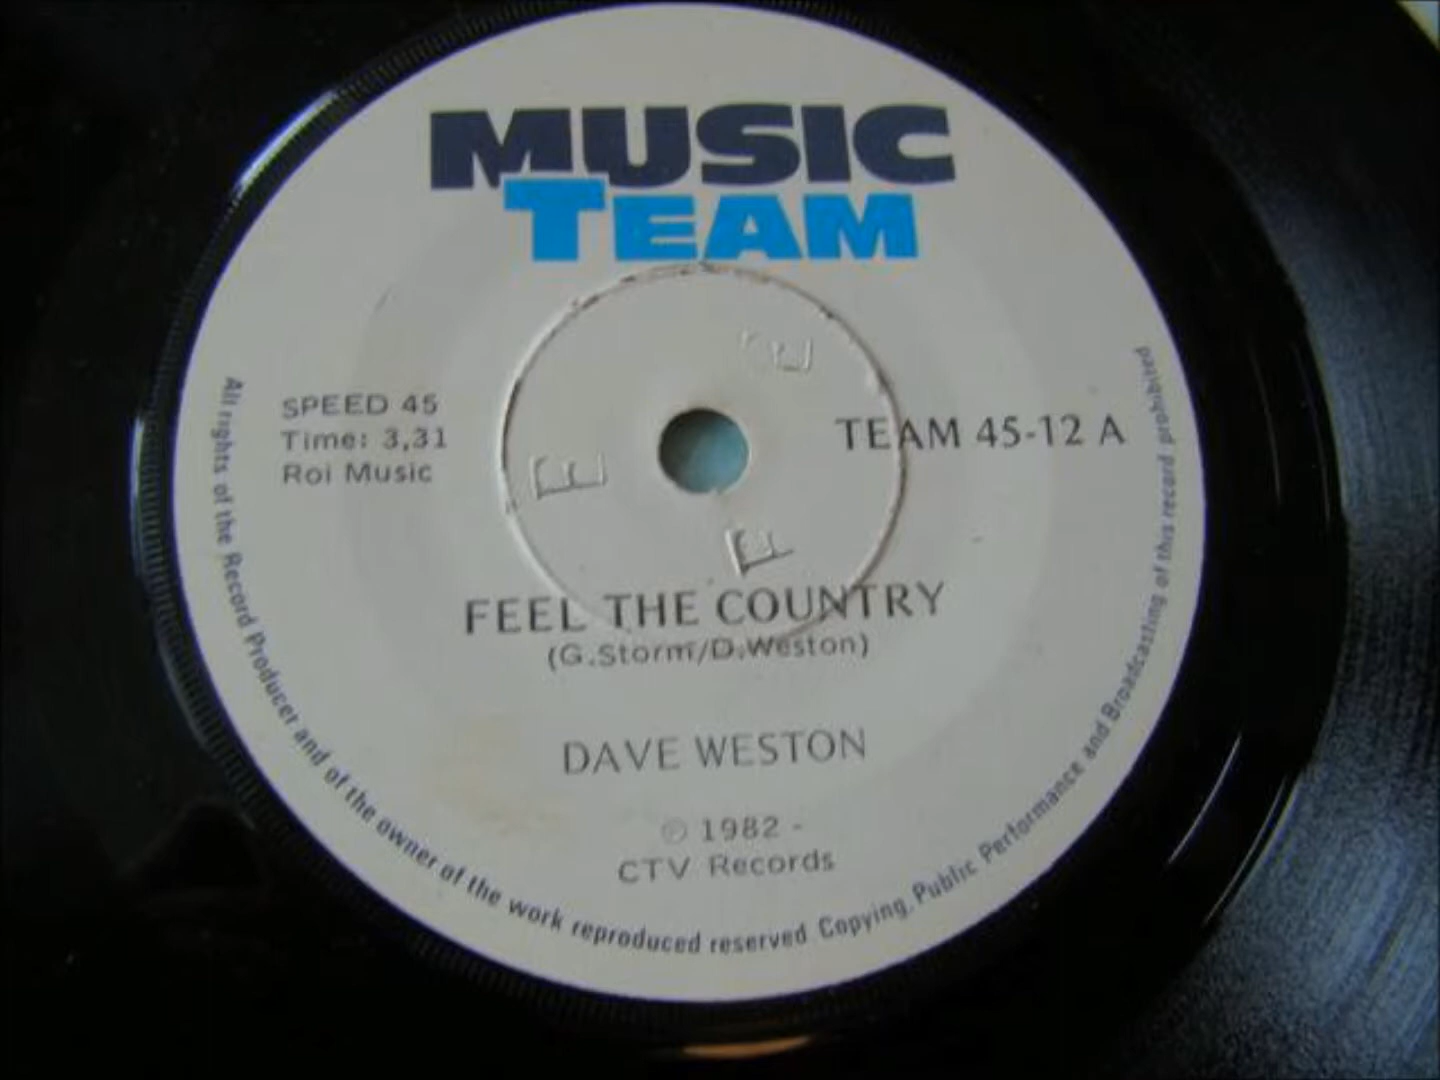 MUSIC
TEAM
SPEED 45
Time: 3,31
Roi Music
TEAM 45-12 A
E
E
E
FEEL THE COUNTRY
(G.Storm/D.Weston)
DAVE WESTON
℗ 1982 -
CTV Records
All rights of the Record Producer and of the owner of the work reproduced reserved. Copying, Public Performance and Broadcasting of this record prohibited